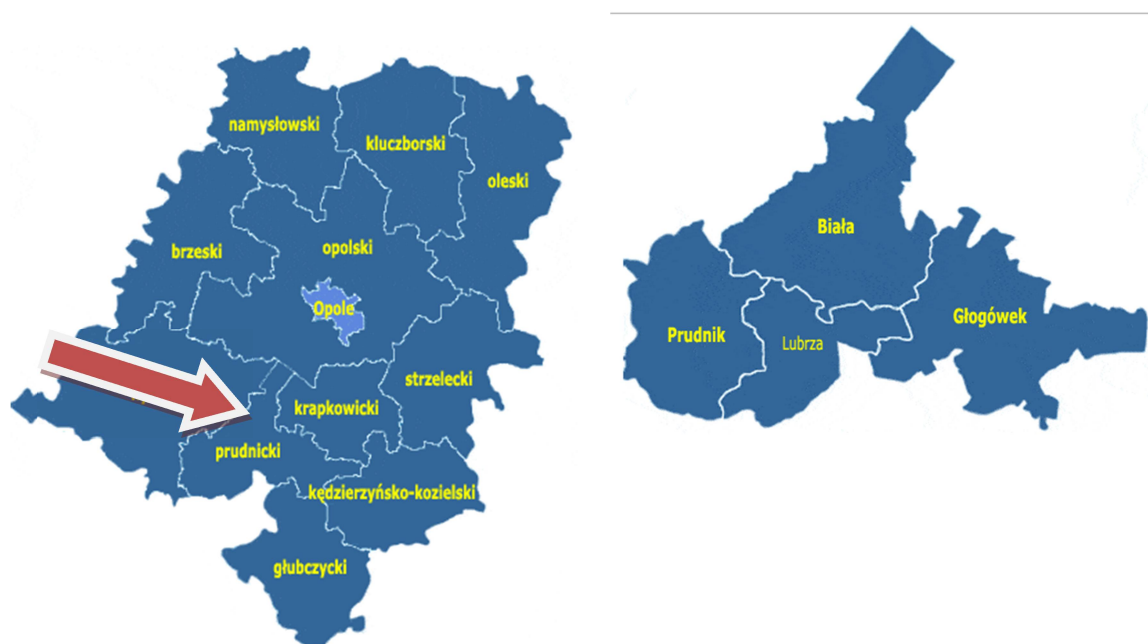 namysłowski
kluczborski
oleski
brzeski
opolski
Opole
strzelecki
krapkowicki
prudnicki
kędzierzyńsko-kozielski
głubczycki
Biała
Prudnik
Lubrza
Głogówek